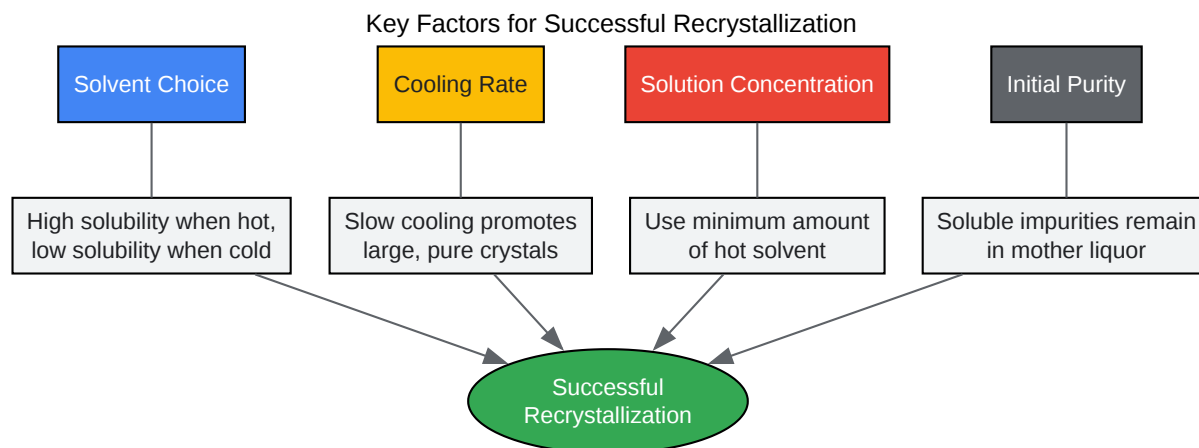 Key Factors for Successful Recrystallization
Solvent Choice
Cooling Rate
Solution Concentration
Initial Purity
High solubility when hot,
low solubility when cold
Slow cooling promotes
large, pure crystals
Use minimum amount
of hot solvent
Soluble impurities remain
in mother liquor
Successful
Recrystallization